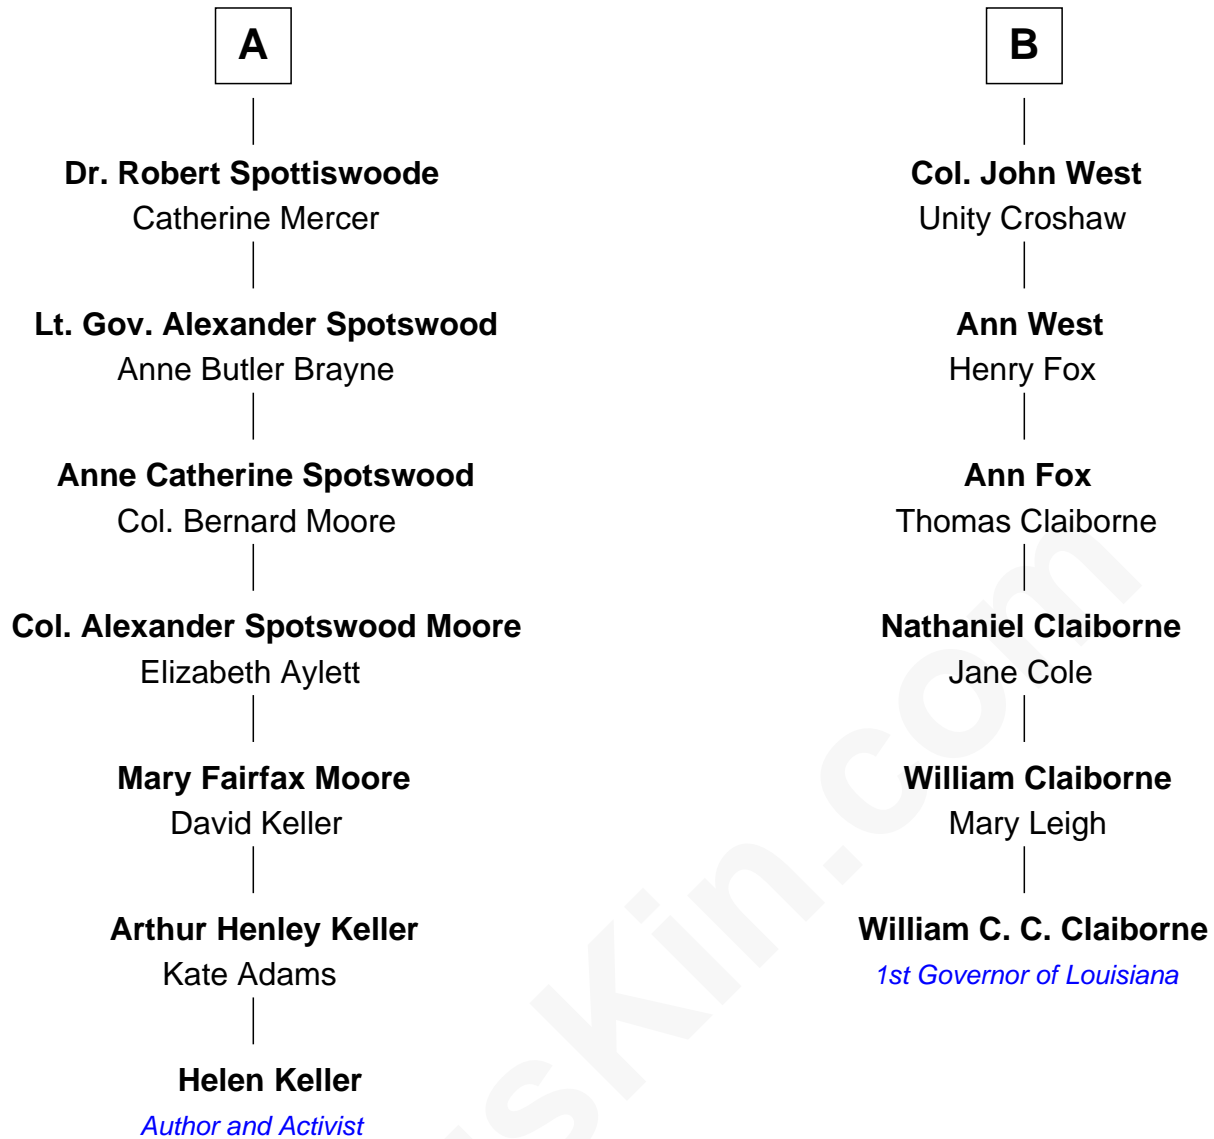 A
Dr. Robert Spottiswoode
Catherine Mercer
Lt. Gov. Alexander Spotswood
Anne Butler Brayne
Anne Catherine Spotswood
Col. Bernard Moore
Col. Alexander Spotswood Moore
Elizabeth Aylett
Mary Fairfax Moore
David Keller
Arthur Henley Keller
Kate Adams
Helen Keller
Author and Activist
B
Col. John West
Unity Croshaw
Ann West
Henry Fox
Ann Fox
Thomas Claiborne
Nathaniel Claiborne
Jane Cole
William Claiborne
Mary Leigh
William C. C. Claiborne
1st Governor of Louisiana